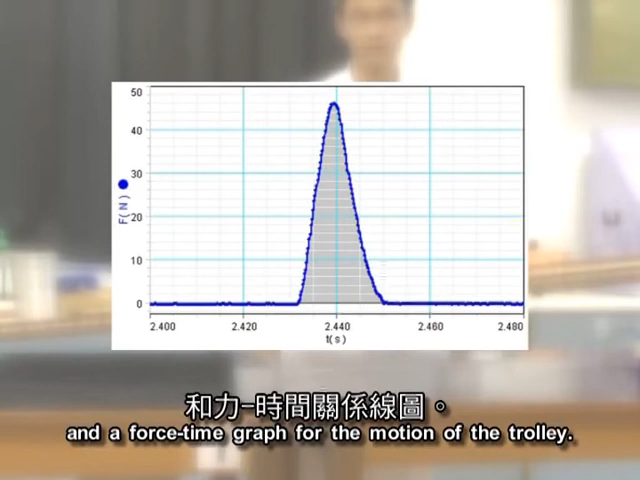 50
40
30
20
10
0
F(N)
2.400 2.420 2.440 2.460 2.480
t(s)
和力-時間關係線圖。
and a force-time graph for the motion of the trolley.